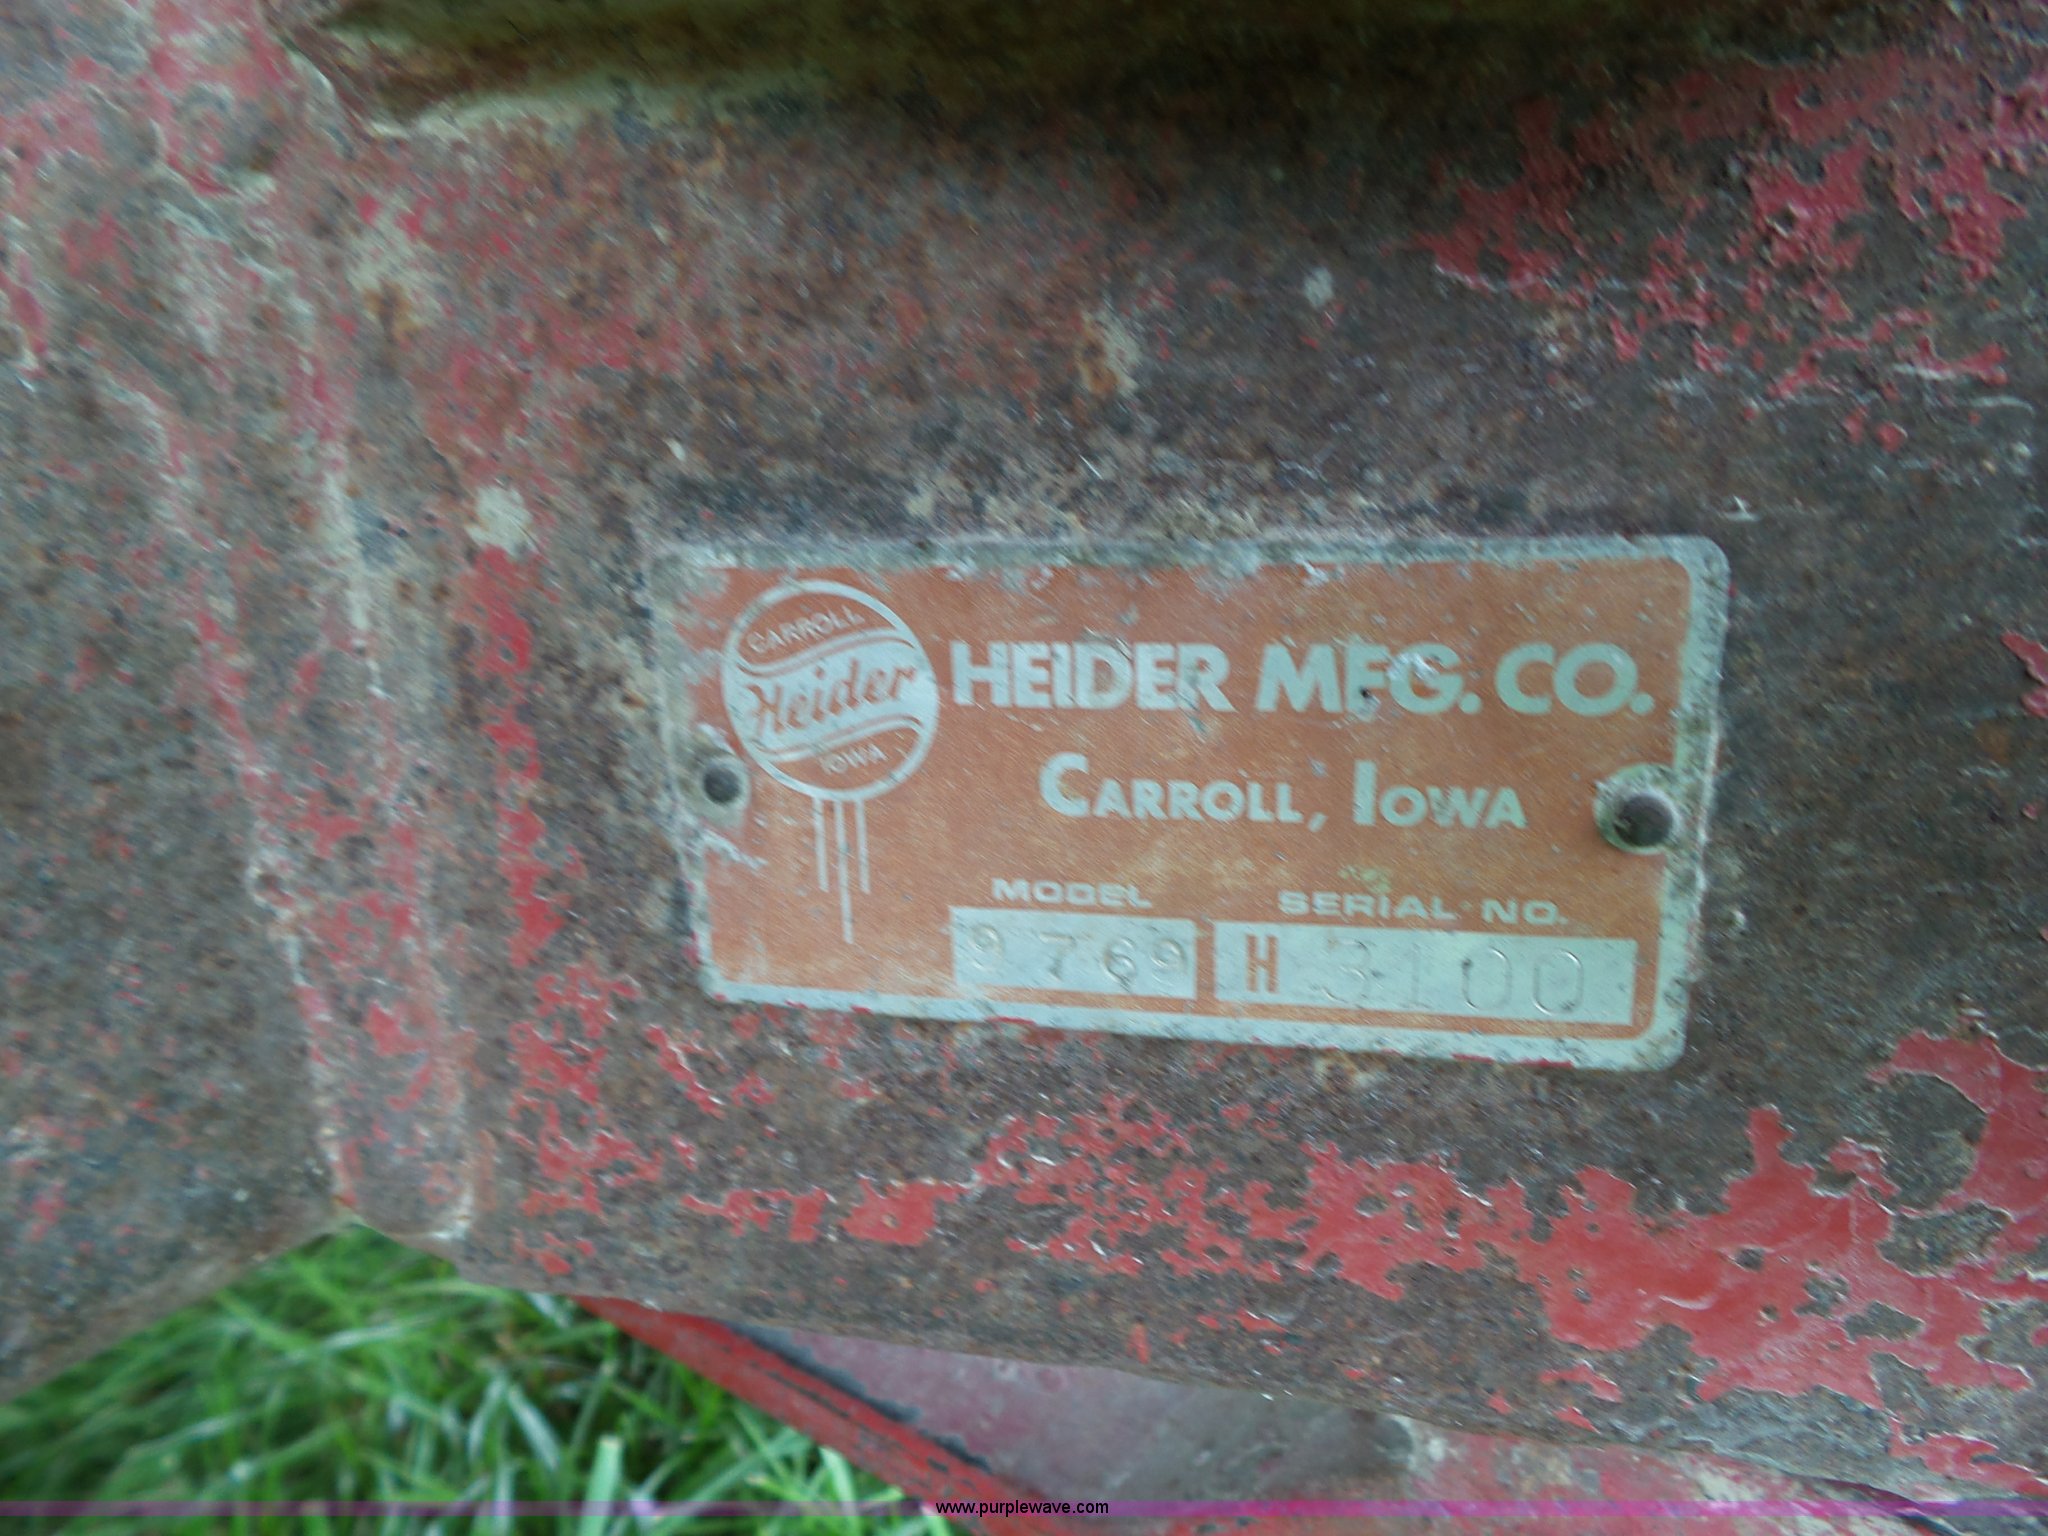 CARROLL
Heider
IOWA
HEIDER MFG. CO.
CARROLL, IOWA
MODEL SERIAL NO.
9769 H 3100
www.purplewave.com